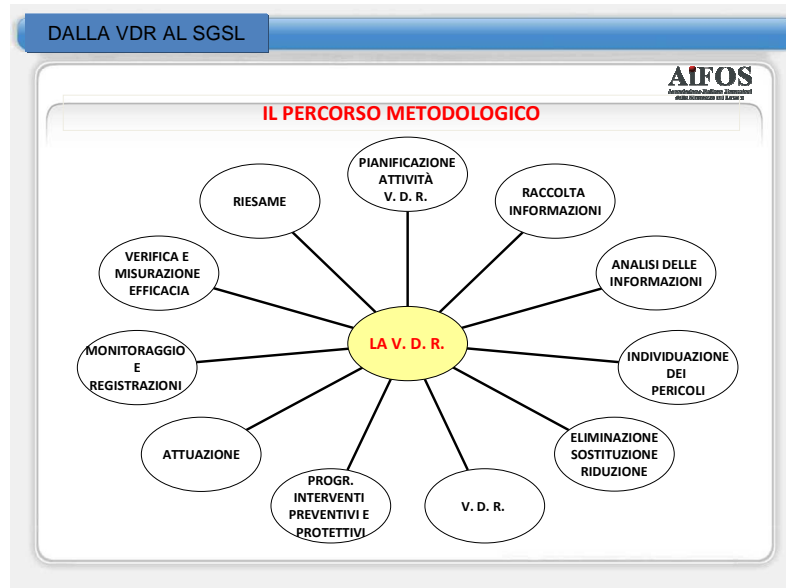 DALLA VDR AL SGSL
AiFOS
IL PERCORSO METODOLOGICO
PIANIFICAZIONE
ATTIVITÀ
V. D. R.
RACCOLTA
INFORMAZIONI
ANALISI DELLE
INFORMAZIONI
INDIVIDUAZIONE
DEI
PERICOLI
ELIMINAZIONE
SOSTITUZIONE
RIDUZIONE
V. D. R.
PROGR.
INTERVENTI
PREVENTIVI E
PROTETTIVI
ATTUAZIONE
MONITORAGGIO
E
REGISTRAZIONI
VERIFICA E
MISURAZIONE
EFFICACIA
RIESAME
LA V. D. R.